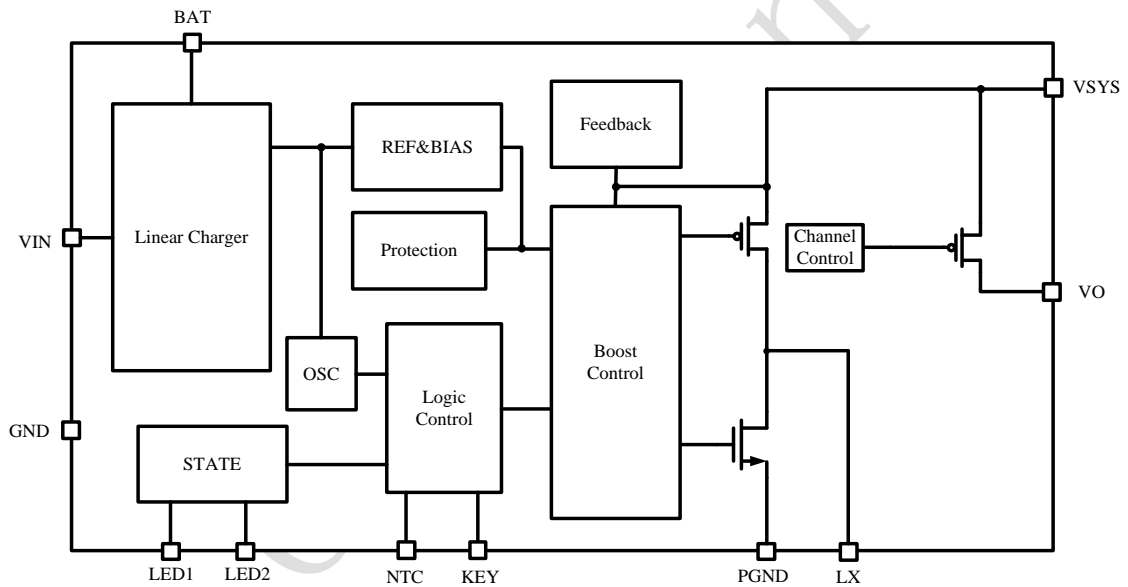 BAT
VSYS
Feedback
REF&BIAS
Linear Charger
VIN
Protection
Channel
Control
VO
Boost
Control
OSC
Logic
Control
GND
STATE
LED1
LED2
NTC
KEY
PGND
LX